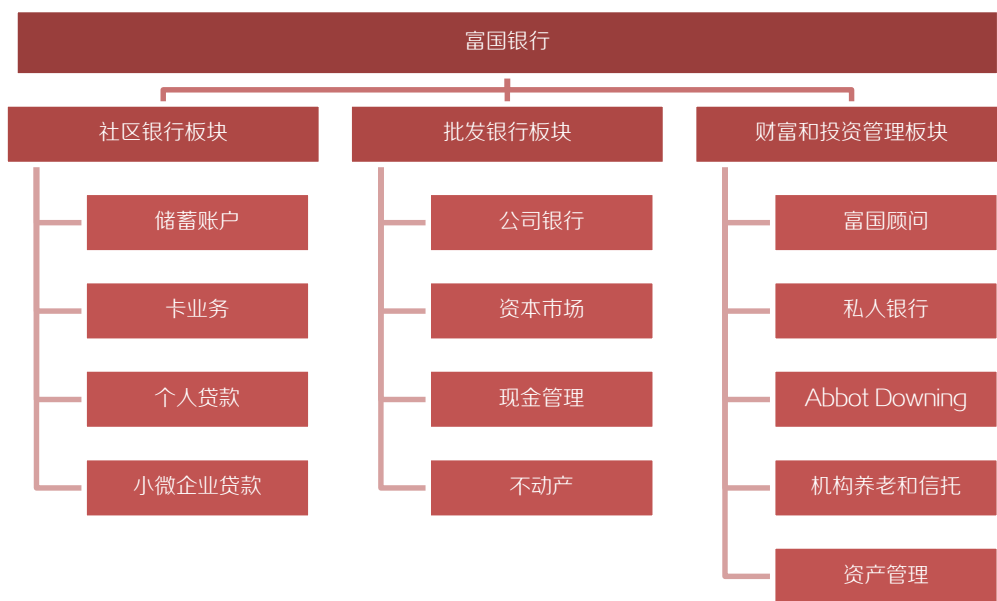 富国银行
社区银行板块
批发银行板块
财富和投资管理板块
储蓄账户
公司银行
富国顾问
卡业务
资本市场
私人银行
个人贷款
现金管理
Abbot Downing
小微企业贷款
不动产
机构养老和信托
资产管理